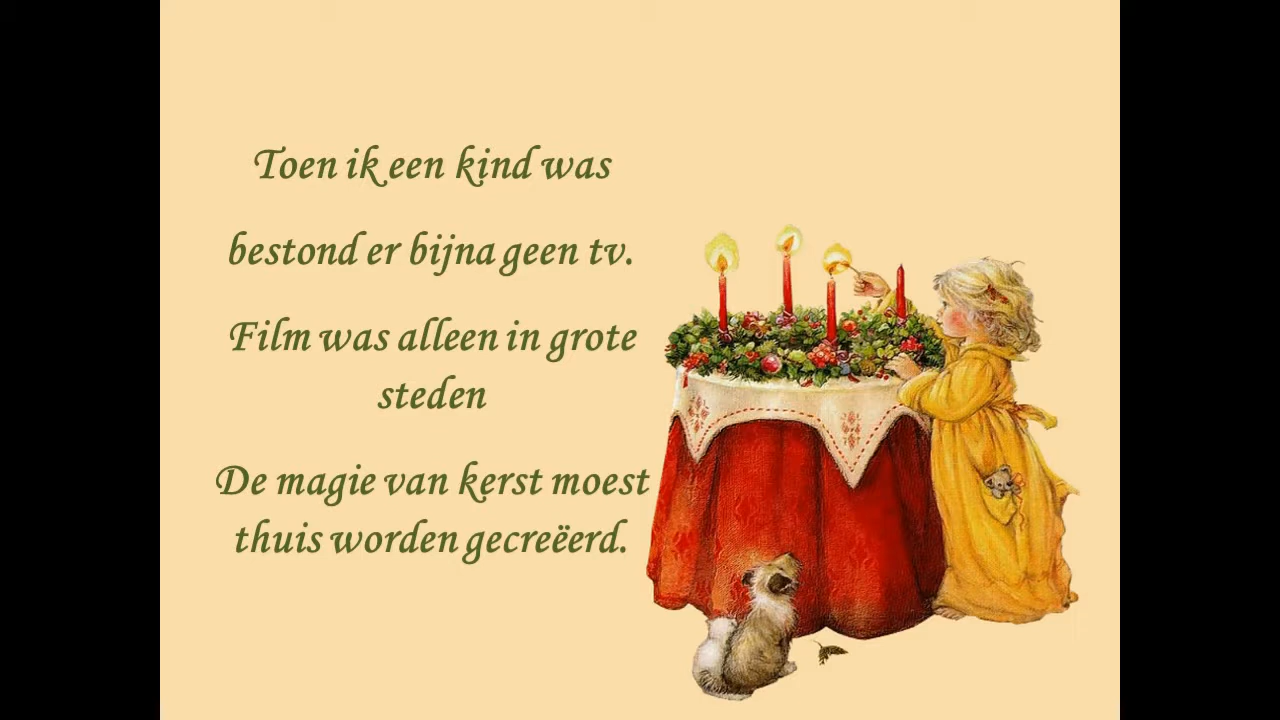 Toen ik een kind was
bestond er bijna geen tv.
Film was alleen in grote
steden
De magie van kerst moest
thuis worden gecreëerd.